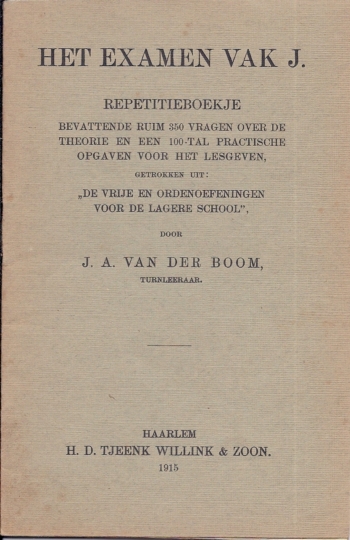 HET EXAMEN VAK J.
REPETITIEBOEKJE
BEVATTENDE RUIM 350 VRAGEN OVER DE
THEORIE EN EEN 100-TAL PRACTISCHE
OPGAVEN VOOR HET LESGEVEN,
GETROKKEN UIT:
„DE VRIJE EN ORDENOEFENINGEN
VOOR DE LAGERE SCHOOL”,
DOOR
J. A. VAN DER BOOM,
TURNLEERAAR.
HAARLEM
H. D. TJEENK WILLINK & ZOON.
1915